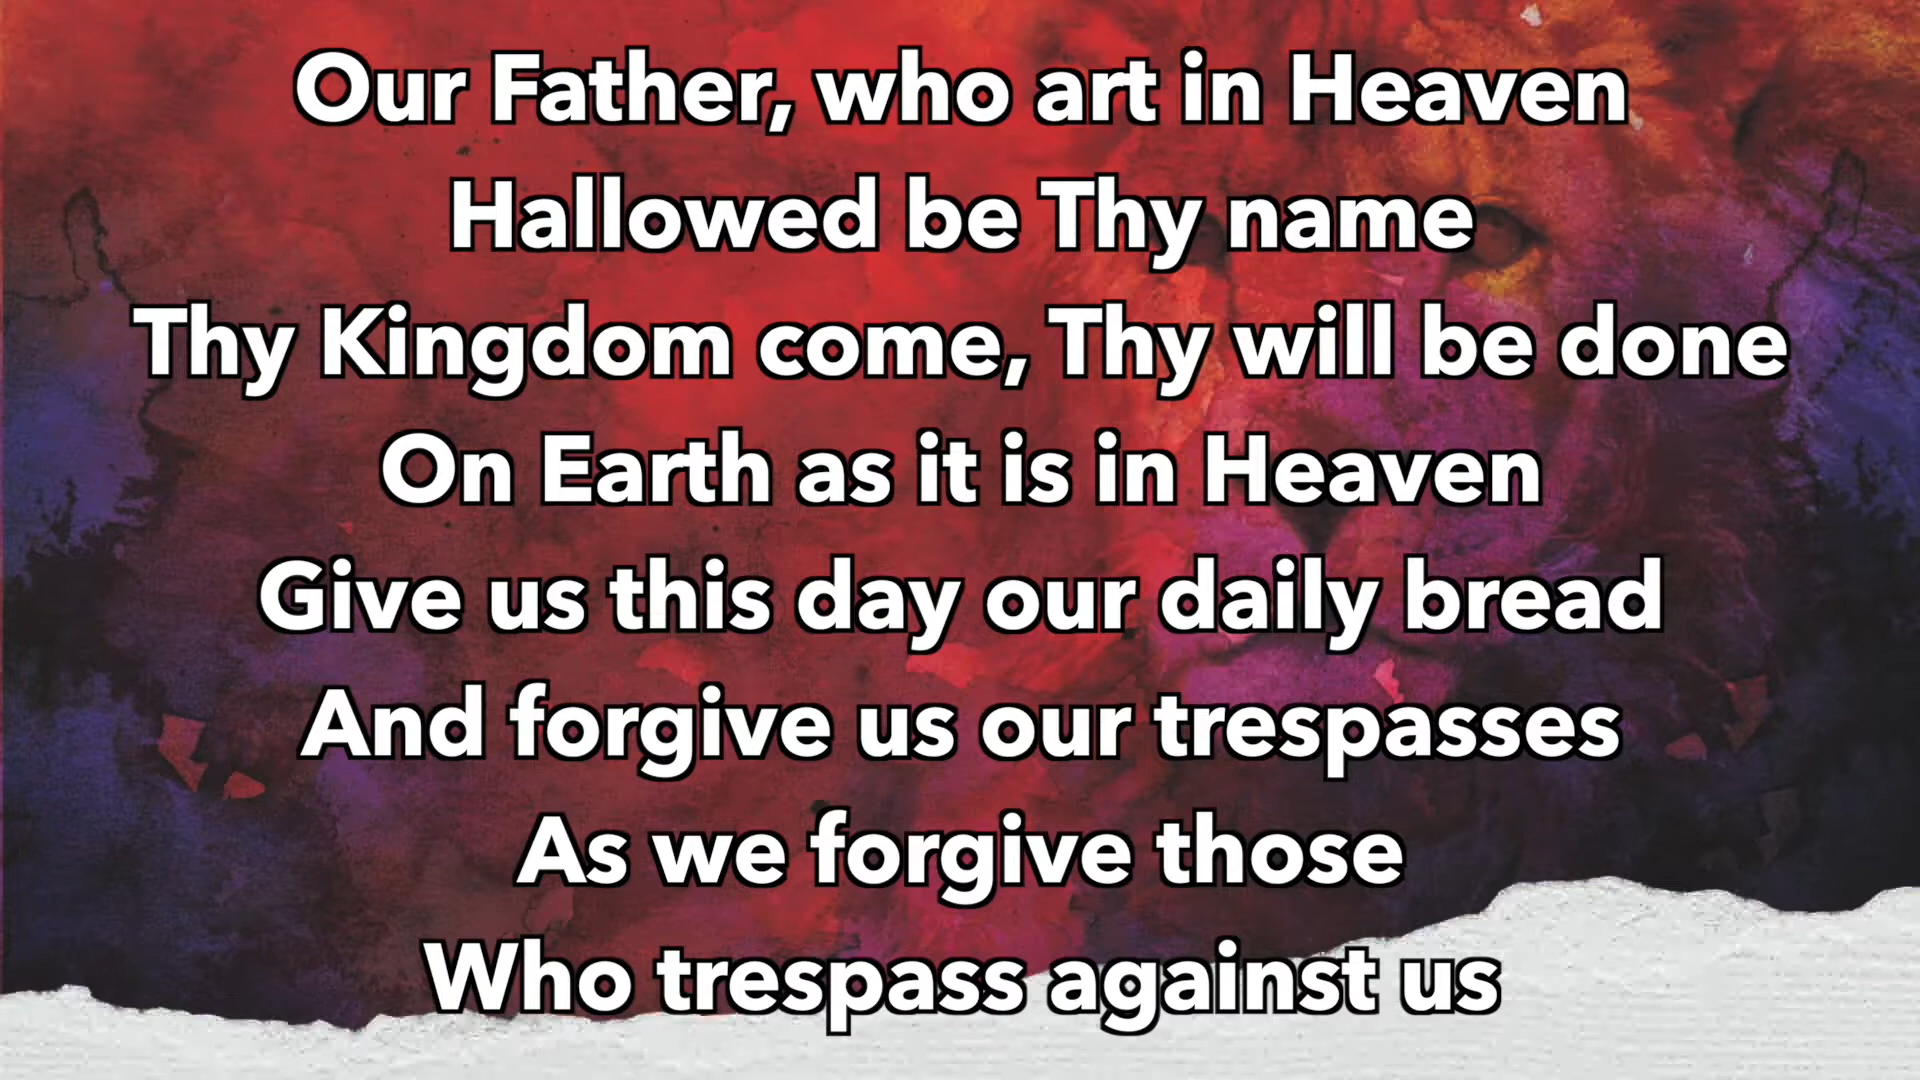 Our Father, who art in Heaven
Hallowed be Thy name
Thy Kingdom come, Thy will be done
On Earth as it is in Heaven
Give us this day our daily bread
And forgive us our trespasses
As we forgive those
Who trespass against us